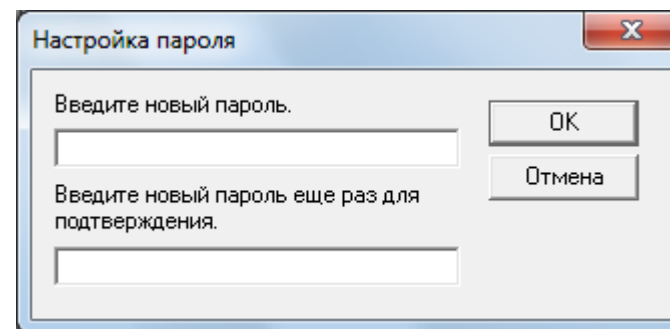 Настройка пароля
Введите новый пароль.
OK
Отмена
Введите новый пароль еще раз для
подтверждения.